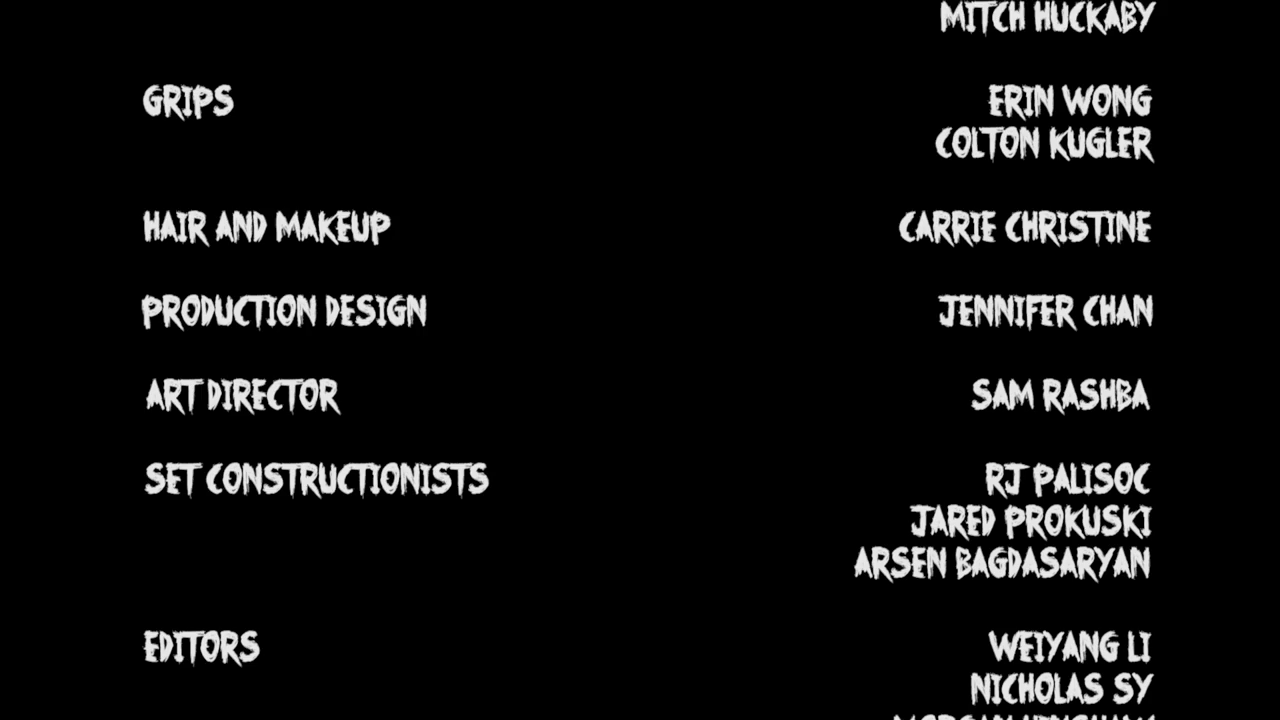 MITCH HUCKABY
GRIPS ERIN WONG
COLTON KUGLER
HAIR AND MAKEUP CARRIE CHRISTINE
PRODUCTION DESIGN JENNIFER CHAN
ART DIRECTOR SAM RASHBA
SET CONSTRUCTIONISTS RJ PALISOC
JARED PROKUSKI
ARSEN BAGDASARYAN
EDITORS WEIYANG LI
NICHOLAS SY